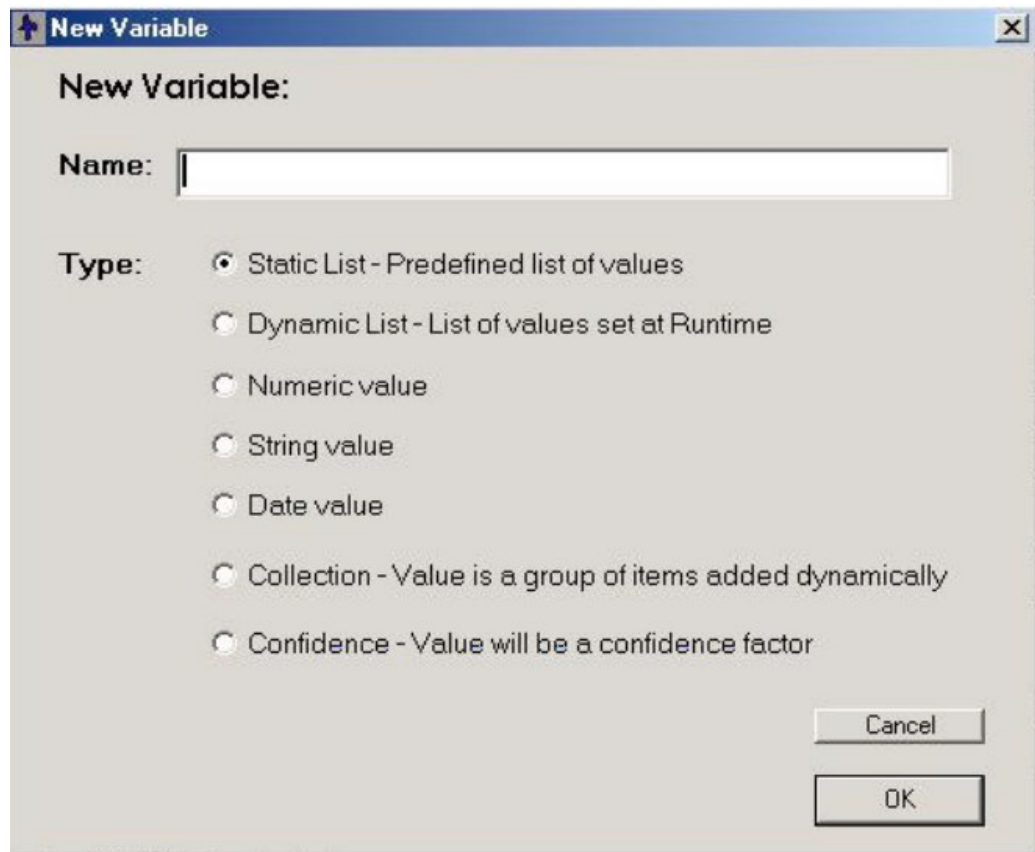 New Variable
New Variable:
Name:
Type:
Static List - Predefined list of values
Dynamic List - List of values set at Runtime
Numeric value
String value
Date value
Collection - Value is a group of items added dynamically
Confidence - Value will be a confidence factor
Cancel
OK